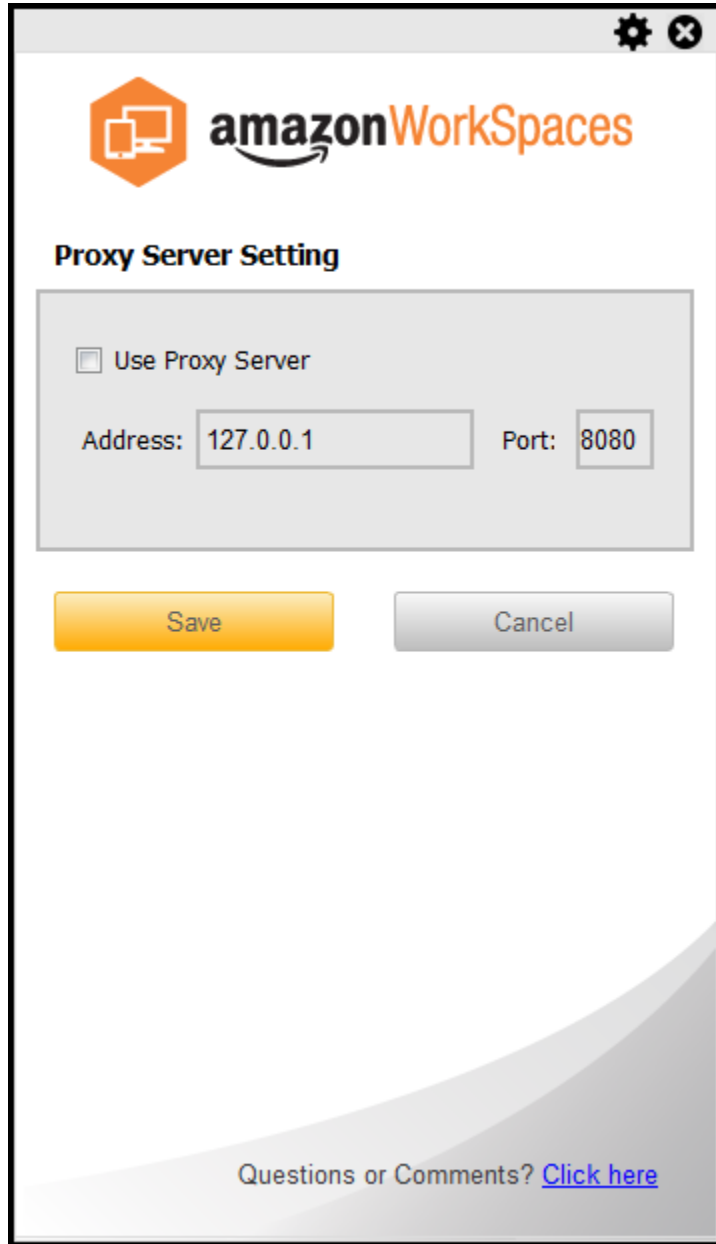 amazonWorkSpaces
Proxy Server Setting
Use Proxy Server
Address: 127.0.0.1 Port: 8080
Save Cancel
Questions or Comments? Click here